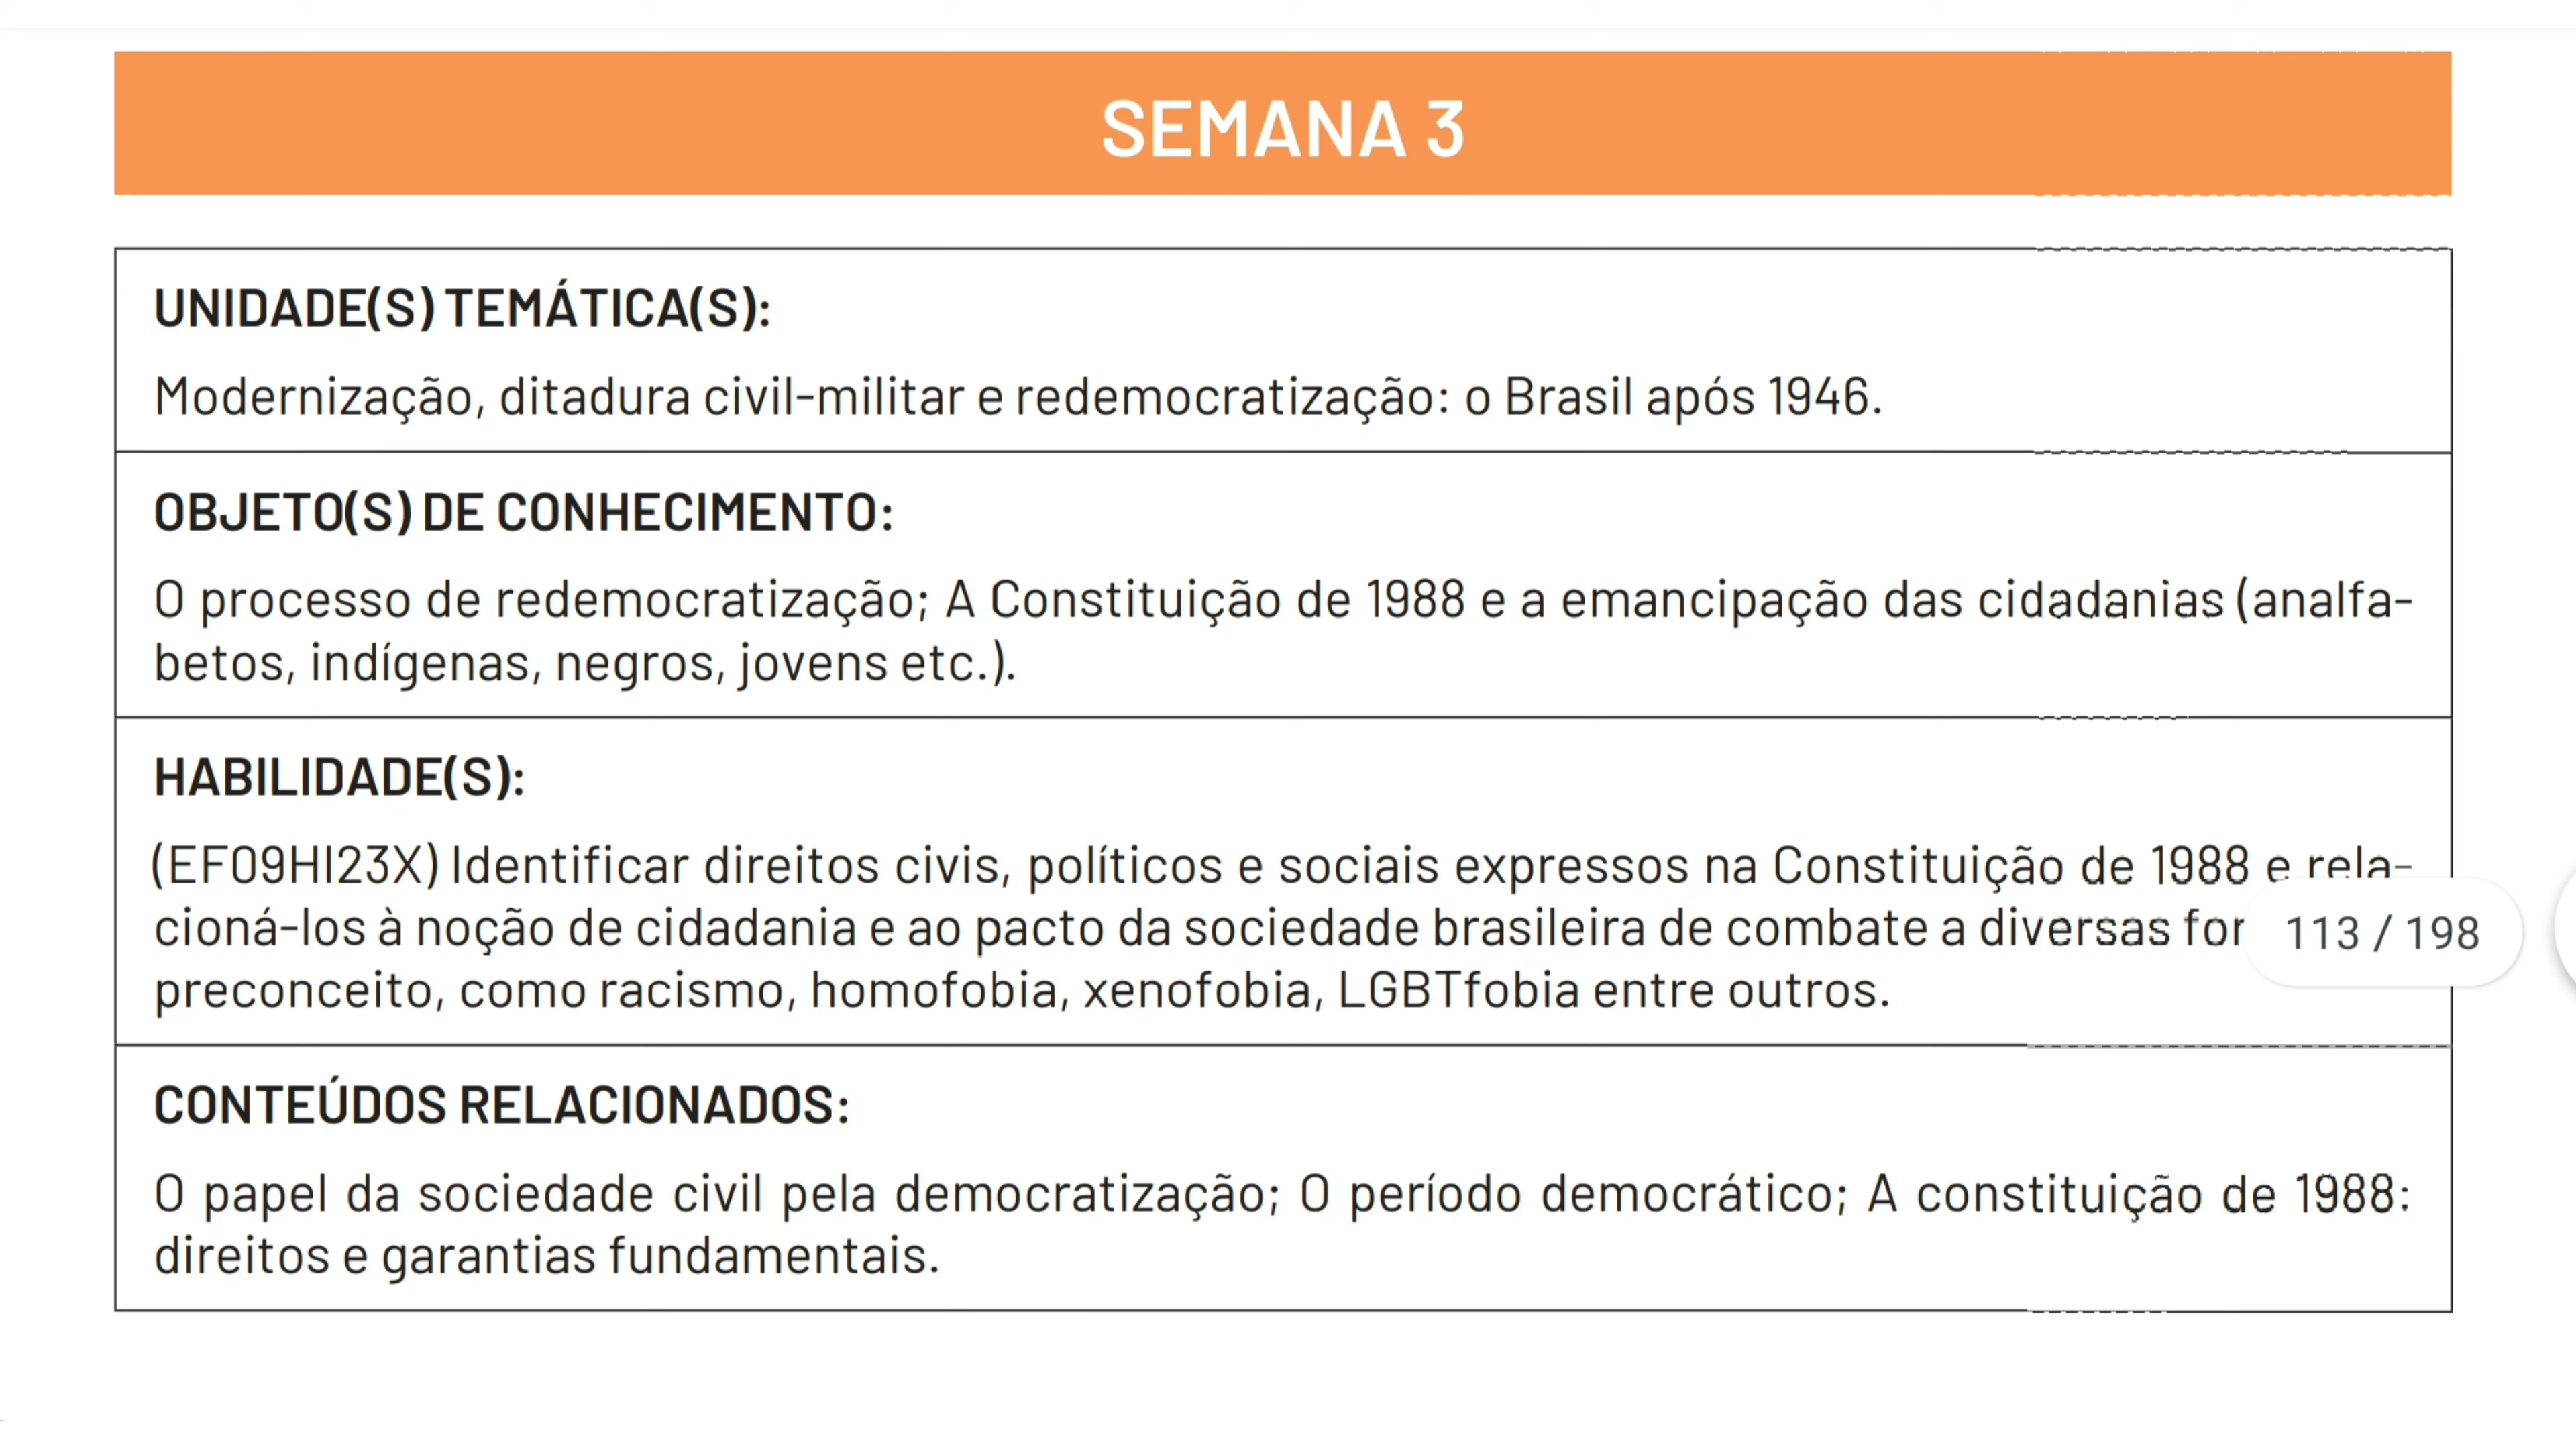 SEMANA 3
UNIDADE(S) TEMÁTICA(S):
Modernização, ditadura civil-militar e redemocratização: o Brasil após 1946.
OBJETO(S) DE CONHECIMENTO:
O processo de redemocratização; A Constituição de 1988 e a emancipação das cidadanias (analfa-
betos, indígenas, negros, jovens etc.).
HABILIDADE(S):
(EF09HI23X) Identificar direitos civis, políticos e sociais expressos na Constituição de 1988 e rela-
cioná-los à noção de cidadania e ao pacto da sociedade brasileira de combate a diversas for
113 / 198
preconceito, como racismo, homofobia, xenofobia, LGBTfobia entre outros.
CONTEÚDOS RELACIONADOS:
O papel da sociedade civil pela democratização; O período democrático; A constituição de 1988:
direitos e garantias fundamentais.